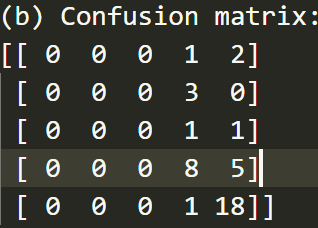 (b) Confusion matrix:
[[ 0 0 0 1 2]
[ 0 0 0 3 0]
[ 0 0 0 1 1]
[ 0 0 0 8 5]
[ 0 0 0 1 18]]